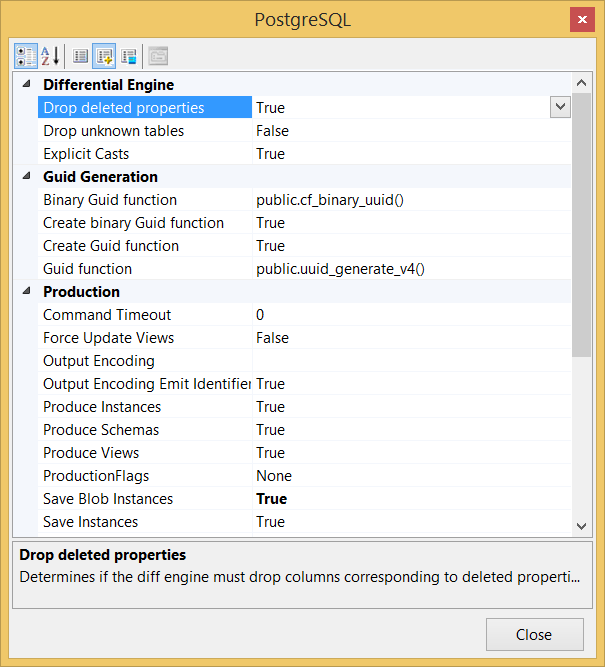 PostgreSQL
Differential Engine
Drop deleted properties True
Drop unknown tables False
Explicit Casts True
Guid Generation
Binary Guid function public.cf_binary_uuid()
Create binary Guid function True
Create Guid function True
Guid function public.uuid_generate_v4()
Production
Command Timeout 0
Force Update Views False
Output Encoding
Output Encoding Emit Identifier True
Produce Instances True
Produce Schemas True
Produce Views True
ProductionFlags None
Save Blob Instances True
Save Instances True
Drop deleted properties
Determines if the diff engine must drop columns corresponding to deleted properti...
Close